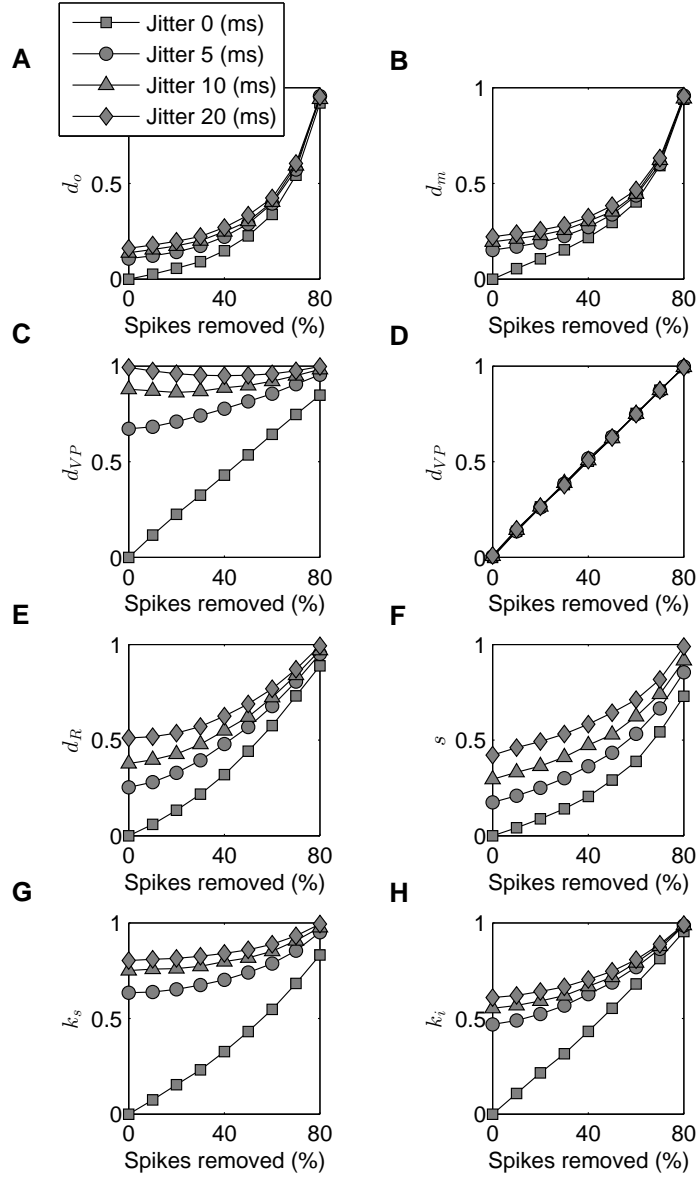 Jitter 0 (ms)
Jitter 5 (ms)
Jitter 10 (ms)
Jitter 20 (ms)
A
1
0.5
0
d_o
0 40 80
Spikes removed (%)
B
1
0.5
0
d_m
0 40 80
Spikes removed (%)
C
1
0.5
0
d_VP
0 40 80
Spikes removed (%)
D
1
0.5
0
d_VP
0 40 80
Spikes removed (%)
E
1
0.5
0
d_R
0 40 80
Spikes removed (%)
F
1
0.5
0
s
0 40 80
Spikes removed (%)
G
1
0.5
0
k_s
0 40 80
Spikes removed (%)
H
1
0.5
0
k_i
0 40 80
Spikes removed (%)